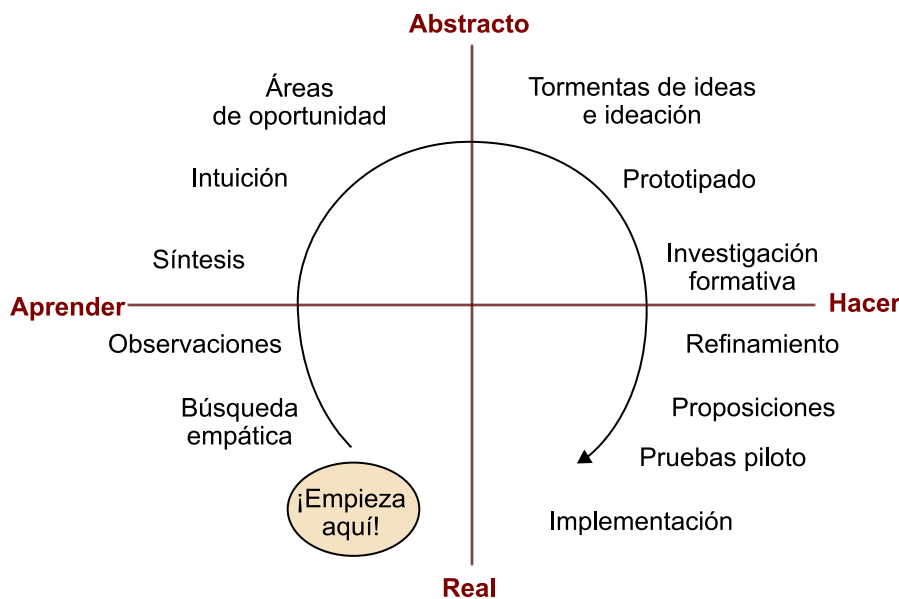 Abstracto
Áreas
de oportunidad
Tormentas de ideas
e ideación
Intuición
Prototipado
Síntesis
Investigación
formativa
Aprender
Hacer
Observaciones
Refinamiento
Búsqueda
empática
Proposiciones
Pruebas piloto
¡Empieza
aquí!
Implementación
Real